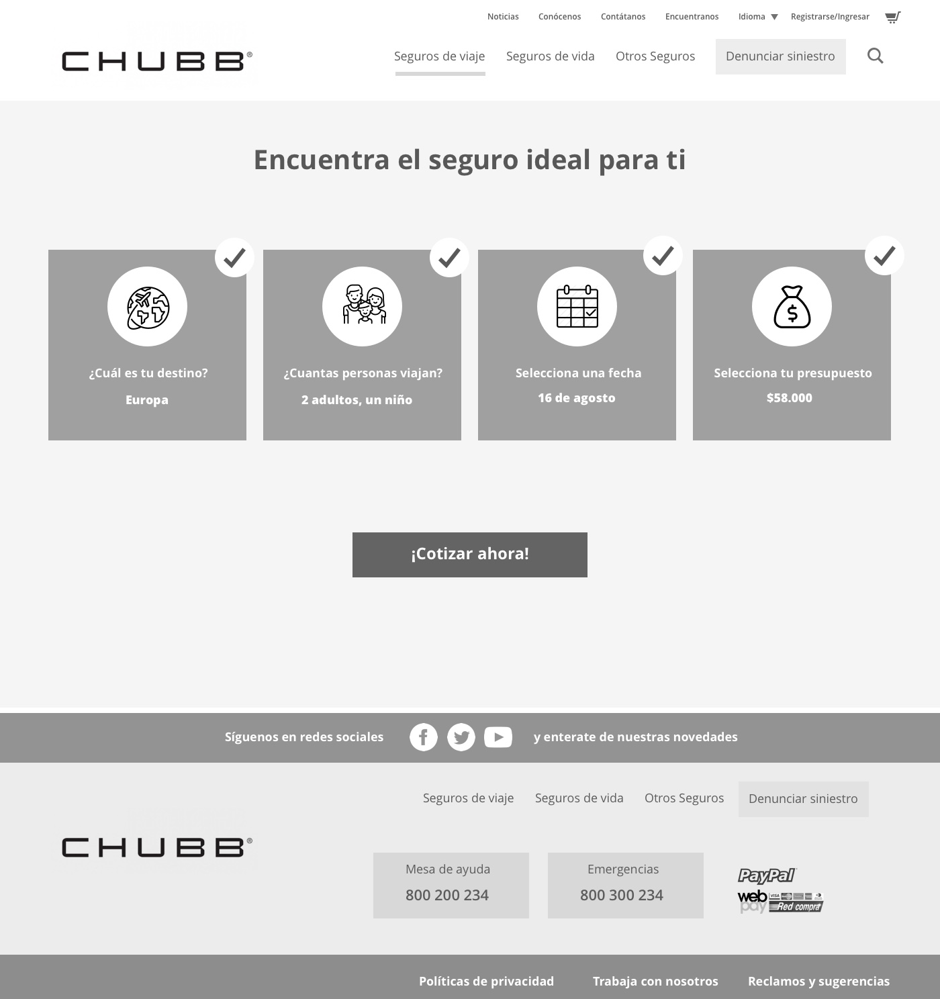 Noticias Conócenos Contátanos Encuentranos Idioma Registrarse/Ingresar
CHUBB®
Seguros de viaje Seguros de vida Otros Seguros Denunciar siniestro
Encuentra el seguro ideal para ti
¿Cuál es tu destino?
Europa
¿Cuantas personas viajan?
2 adultos, un niño
Selecciona una fecha
16 de agosto
$
Selecciona tu presupuesto
$58.000
¡Cotizar ahora!
Síguenos en redes sociales
y enterate de nuestras novedades
Seguros de viaje Seguros de vida Otros Seguros Denunciar siniestro
CHUBB®
Mesa de ayuda
800 200 234
Emergencias
800 300 234
PayPal
web
pay
VISA
Red compra
Políticas de privacidad Trabaja con nosotros Reclamos y sugerencias